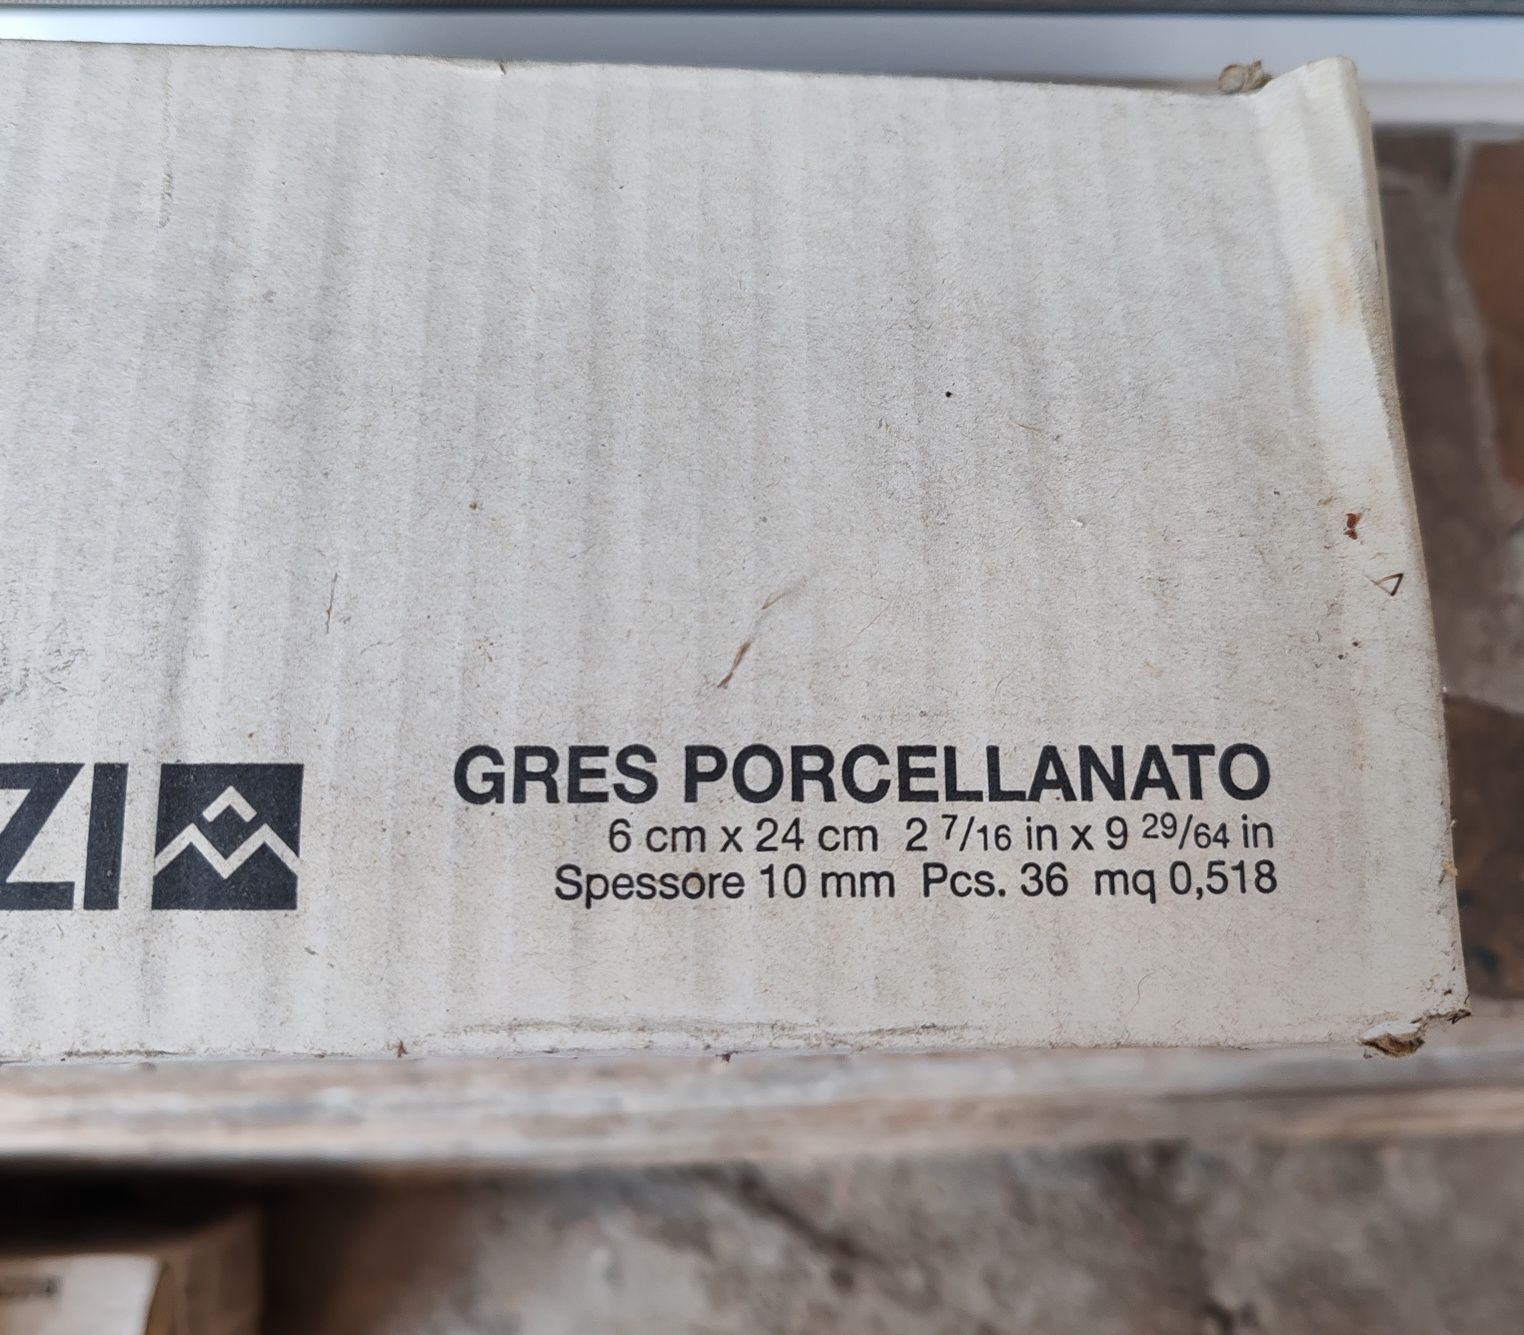 ZI
GRES PORCELLANATO
6 cm x 24 cm 2 7/16 in x 9 29/64 in
Spessore 10 mm Pcs. 36 mq 0,518